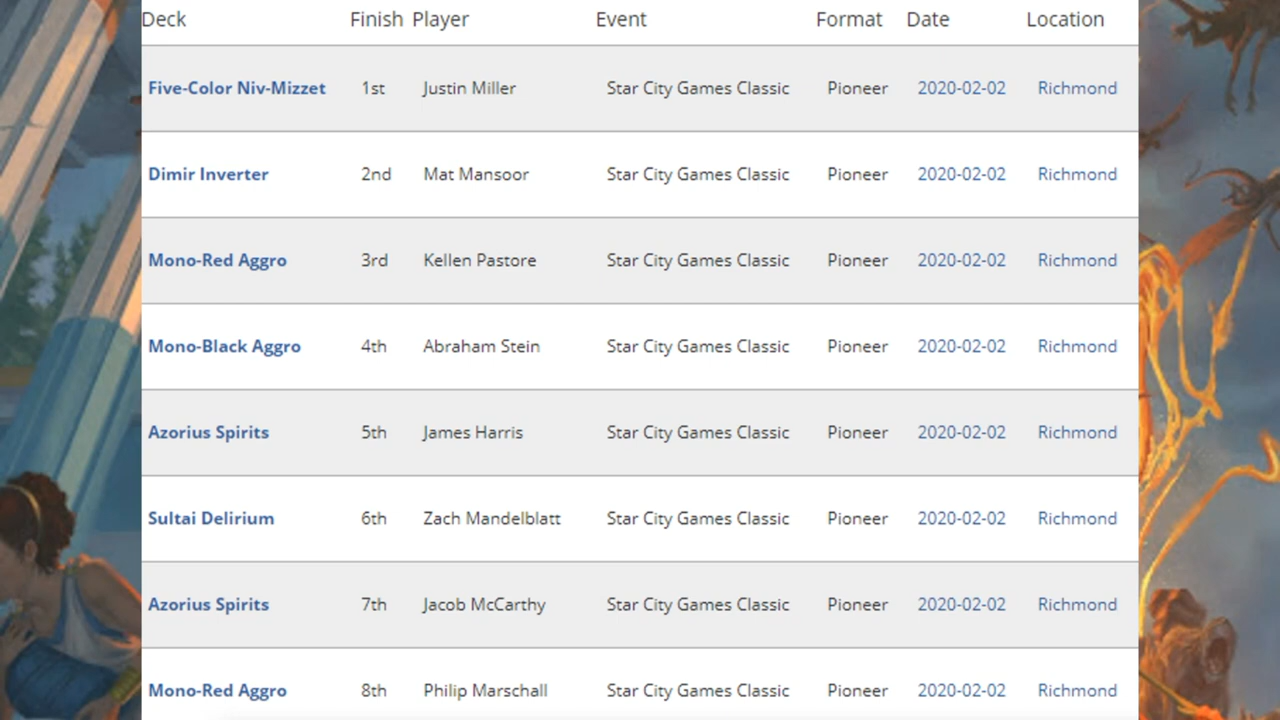 Deck Finish Player Event Format Date Location
Five-Color Niv-Mizzet 1st Justin Miller Star City Games Classic Pioneer 2020-02-02 Richmond
Dimir Inverter 2nd Mat Mansoor Star City Games Classic Pioneer 2020-02-02 Richmond
Mono-Red Aggro 3rd Kellen Pastore Star City Games Classic Pioneer 2020-02-02 Richmond
Mono-Black Aggro 4th Abraham Stein Star City Games Classic Pioneer 2020-02-02 Richmond
Azorius Spirits 5th James Harris Star City Games Classic Pioneer 2020-02-02 Richmond
Sultai Delirium 6th Zach Mandelblatt Star City Games Classic Pioneer 2020-02-02 Richmond
Azorius Spirits 7th Jacob McCarthy Star City Games Classic Pioneer 2020-02-02 Richmond
Mono-Red Aggro 8th Philip Marschall Star City Games Classic Pioneer 2020-02-02 Richmond